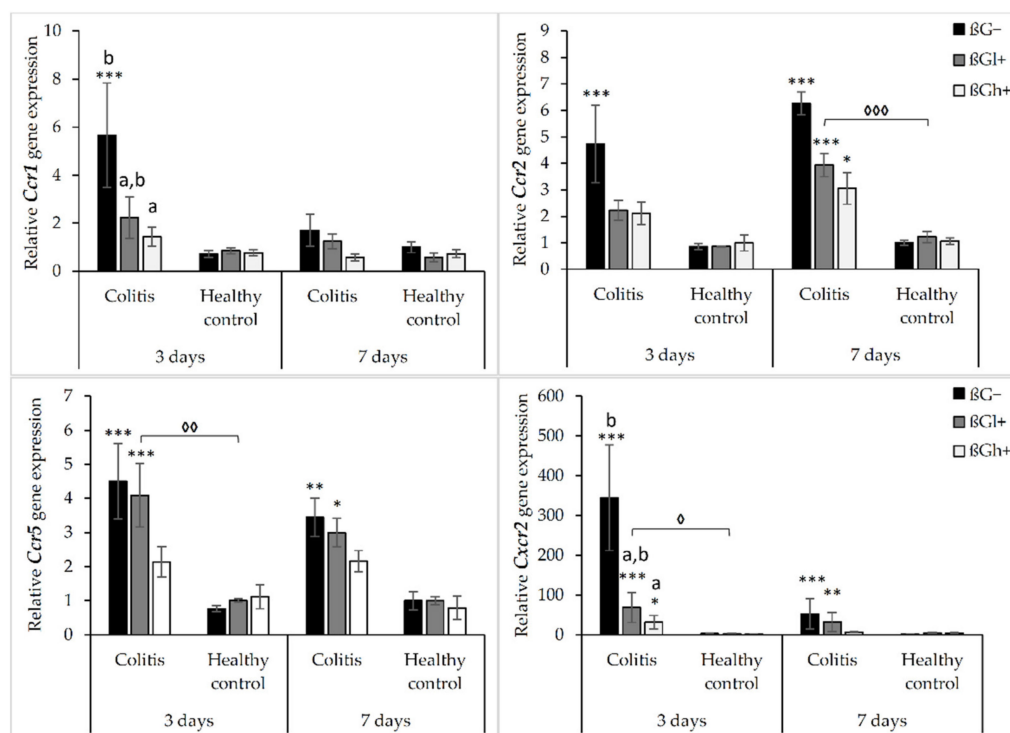 Relative Ccr1 gene expression
10
8
6
4
2
0
b
***
a,b
a
Colitis
Healthy
control
Colitis
Healthy
control
3 days
7 days
Relative Ccr2 gene expression
9
8
7
6
5
4
3
2
1
0
***
***
***
*
◊◊◊
ßG−
ßGl+
ßGh+
Colitis
Healthy
control
Colitis
Healthy
control
3 days
7 days
Relative Ccr5 gene expression
7
6
5
4
3
2
1
0
***
***
◊◊
**
*
Colitis
Healthy
control
Colitis
Healthy
control
3 days
7 days
Relative Cxcr2 gene expression
600
500
400
300
200
100
0
b
***
a,b
***
a
*
◊
***
**
ßG−
ßGl+
ßGh+
Colitis
Healthy
control
Colitis
Healthy
control
3 days
7 days